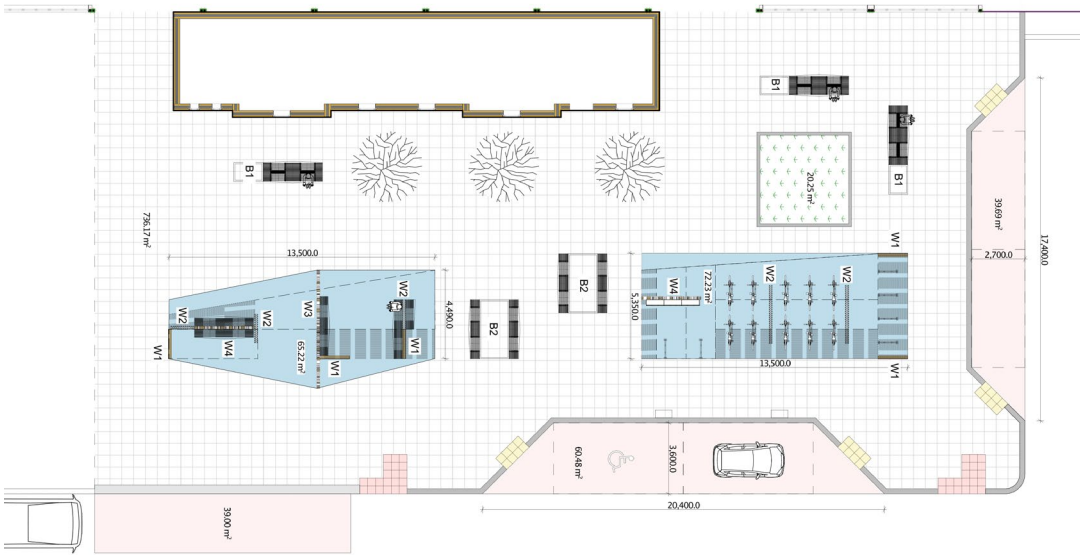 B1
B1
B1
20.25 m²
39.69 m²
17,400.0
2,700.0
736.17 m²
13,500.0
W1
B2
W2
W2
W4
72.23 m²
5,350.0
W2
W3
W2
W2
W4
4,490.0
B2
65.22 m²
W1
W1
W1
13,500.0
W1
3,600.0
60.48 m²
20,400.0
39.00 m²